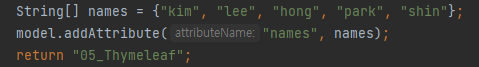 String[] names = {"kim", "lee", "hong", "park", "shin"};
model.addAttribute( attributeName: "names", names);
return "05_Thymeleaf";